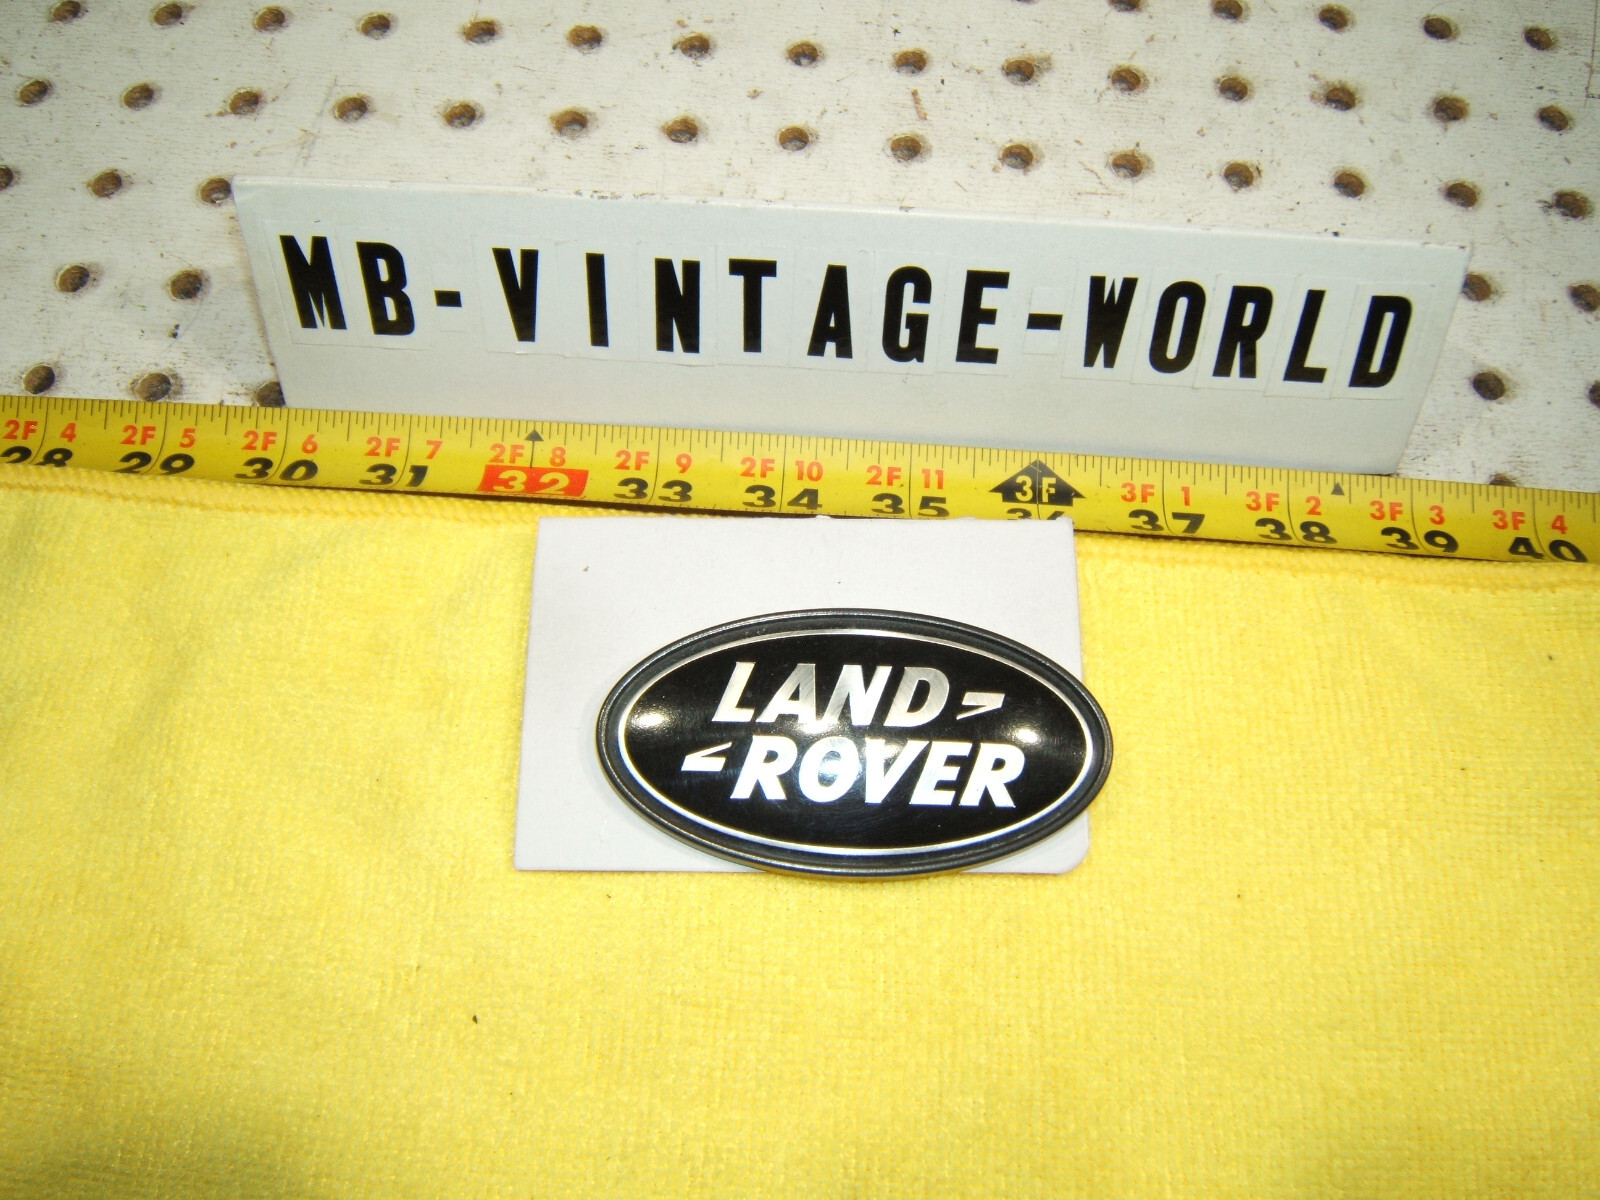 MB-VINTAGE-WORLD
2F 4 2F 5 2F 6 2F 7 2F 8 2F 9 2F 10 2F 11 3F 3F 1 3F 2 3F 3 3F 4
28 29 30 31 32 33 34 35 36 37 38 39 40
LAND
ROVER